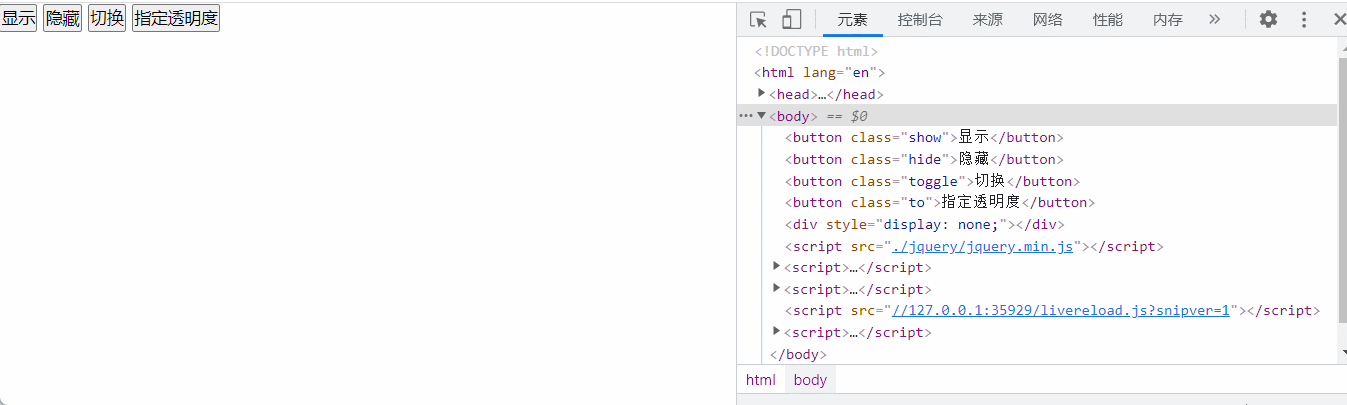 显示 隐藏 切换 指定透明度
元素 控制台 来源 网络 性能 内存 »
<!DOCTYPE html>
<html lang="en">
<head>…</head>
<body> == $0
<button class="show">显示</button>
<button class="hide">隐藏</button>
<button class="toggle">切换</button>
<button class="to">指定透明度</button>
<div style="display: none;"></div>
<script src="./jquery/jquery.min.js"></script>
<script>…</script>
<script>…</script>
<script src="//127.0.0.1:35929/livereload.js?snipver=1"></script>
<script>…</script>
</body>
html body